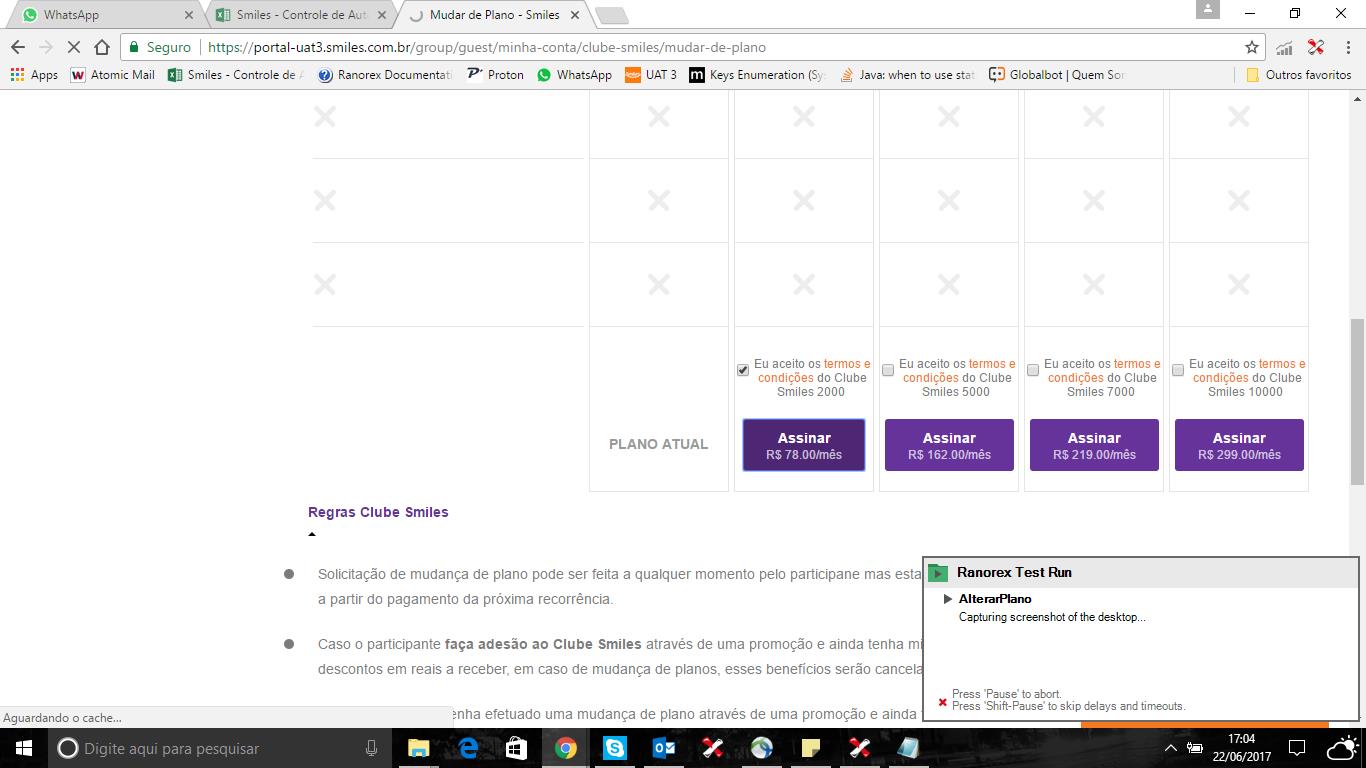 WhatsApp
Smiles - Controle de Aut
Mudar de Plano - Smiles
Seguro
https://portal-uat3.smiles.com.br/group/guest/minha-conta/clube-smiles/mudar-de-plano
Apps
Atomic Mail
Smiles - Controle de A
Ranorex Documentati
Proton
WhatsApp
UAT 3
Keys Enumeration (Sy
Java: when to use stat
Globalbot | Quem Som
Outros favoritos
Eu aceito os termos e
condições do Clube
Smiles 2000
Eu aceito os termos e
condições do Clube
Smiles 5000
Eu aceito os termos e
condições do Clube
Smiles 7000
Eu aceito os termos e
condições do Clube
Smiles 10000
PLANO ATUAL
Assinar
R$ 78.00/mês
Assinar
R$ 162.00/mês
Assinar
R$ 219.00/mês
Assinar
R$ 299.00/mês
Regras Clube Smiles
Solicitação de mudança de plano pode ser feita a qualquer momento pelo participane mas esta
a partir do pagamento da próxima recorrência.
Caso o participante faça adesão ao Clube Smiles através de uma promoção e ainda tenha mi
descontos em reais a receber, em caso de mudança de planos, esses benefícios serão cancela
enha efetuado uma mudança de plano através de uma promoção e ainda
Aguardando o cache...
Ranorex Test Run
AlterarPlano
Capturing screenshot of the desktop...
Press 'Pause' to abort.
Press 'Shift-Pause' to skip delays and timeouts.
Digite aqui para pesquisar
17:04
22/06/2017